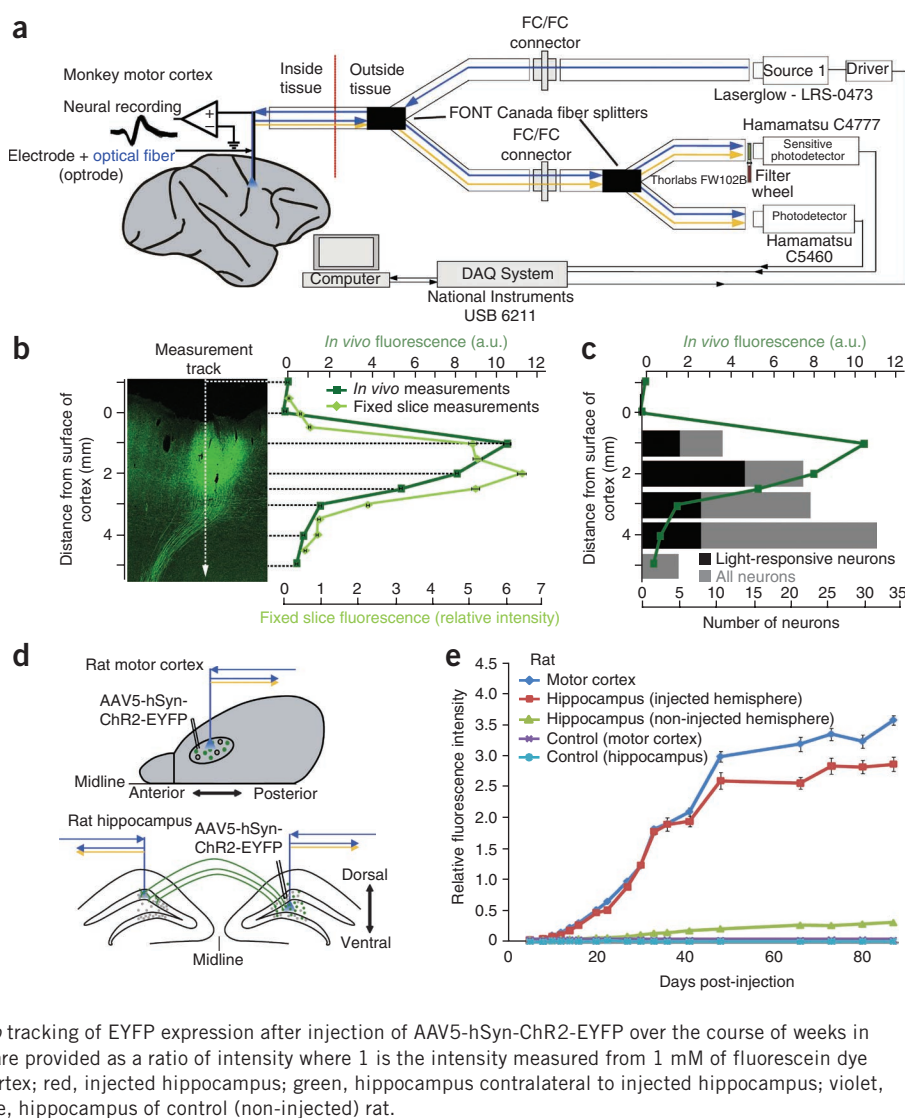 a
FC/FC
connector
Monkey motor cortex
Inside
tissue
Outside
tissue
Source 1
Driver
Laserglow - LRS-0473
Neural recording
+
−
FONT Canada fiber splitters
FC/FC
connector
Hamamatsu C4777
Electrode + optical fiber
(optrode)
Sensitive
photodetector
Thorlabs FW102B
Filter
wheel
Photodetector
Hamamatsu
C5460
Computer
DAQ System
National Instruments
USB 6211
b
Measurement
track
In vivo fluorescence (a.u.)
0 2 4 6 8 10 12
In vivo measurements
Fixed slice measurements
Distance from surface of
cortex (mm)
0
2
4
0 1 2 3 4 5 6 7
Fixed slice fluorescence (relative intensity)
c
In vivo fluorescence (a.u.)
0 2 4 6 8 10 12
Distance from surface of
cortex (mm)
0
2
4
Light-responsive neurons
All neurons
0 5 10 15 20 25 30 35
Number of neurons
d
Rat motor cortex
AAV5-hSyn-
ChR2-EYFP
Midline
Anterior
Posterior
Rat hippocampus
AAV5-hSyn-
ChR2-EYFP
Dorsal
Ventral
Midline
e
Rat
Motor cortex
Hippocampus (injected hemisphere)
Hippocampus (non-injected hemisphere)
Control (motor cortex)
Control (hippocampus)
Relative fluorescence intensity
4.5
4.0
3.5
3.0
2.5
2.0
1.5
1.0
0.5
0
0 20 40 60 80
Days post-injection
tracking of EYFP expression after injection of AAV5-hSyn-ChR2-EYFP over the course of weeks in
are provided as a ratio of intensity where 1 is the intensity measured from 1 mM of fluorescein dye
rtex; red, injected hippocampus; green, hippocampus contralateral to injected hippocampus; violet,
e, hippocampus of control (non-injected) rat.